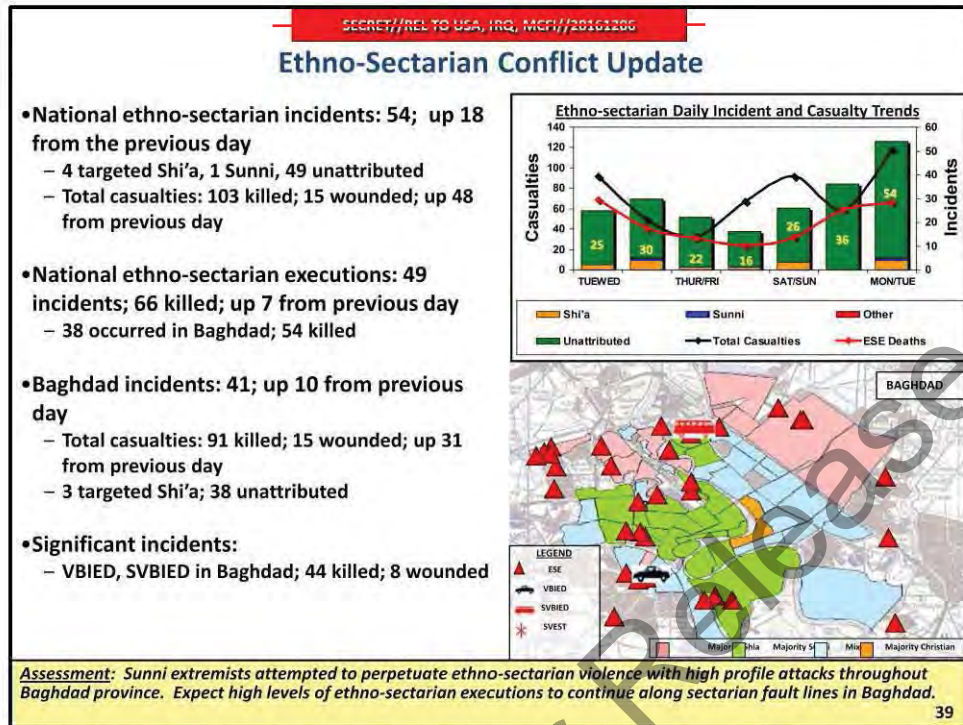 SECRET//REL TO USA, IRQ, MCFI//20161206
Ethno-Sectarian Conflict Update
•National ethno-sectarian incidents: 54; up 18
from the previous day
– 4 targeted Shi'a, 1 Sunni, 49 unattributed
– Total casualties: 103 killed; 15 wounded; up 48
from previous day
•National ethno-sectarian executions: 49
incidents; 66 killed; up 7 from previous day
– 38 occurred in Baghdad; 54 killed
•Baghdad incidents: 41; up 10 from previous
day
– Total casualties: 91 killed; 15 wounded; up 31
from previous day
– 3 targeted Shi'a; 38 unattributed
•Significant incidents:
– VBIED, SVBIED in Baghdad; 44 killed; 8 wounded
Ethno-sectarian Daily Incident and Casualty Trends
140 60
120 50
100 40
80 30
60 20
40 10
20 0
0
Casualties
Incidents
25 30 22 16 26 36 54
TUEWED THUR/FRI SAT/SUN MON/TUE
Shi'a Sunni Other
Unattributed Total Casualties ESE Deaths
BAGHDAD
LEGEND
ESE
VBIED
SVBIED
SVEST
Majority Shia Majority Mix Majority Christian
Release
Assessment: Sunni extremists attempted to perpetuate ethno-sectarian violence with high profile attacks throughout
Baghdad province. Expect high levels of ethno-sectarian executions to continue along sectarian fault lines in Baghdad.
39